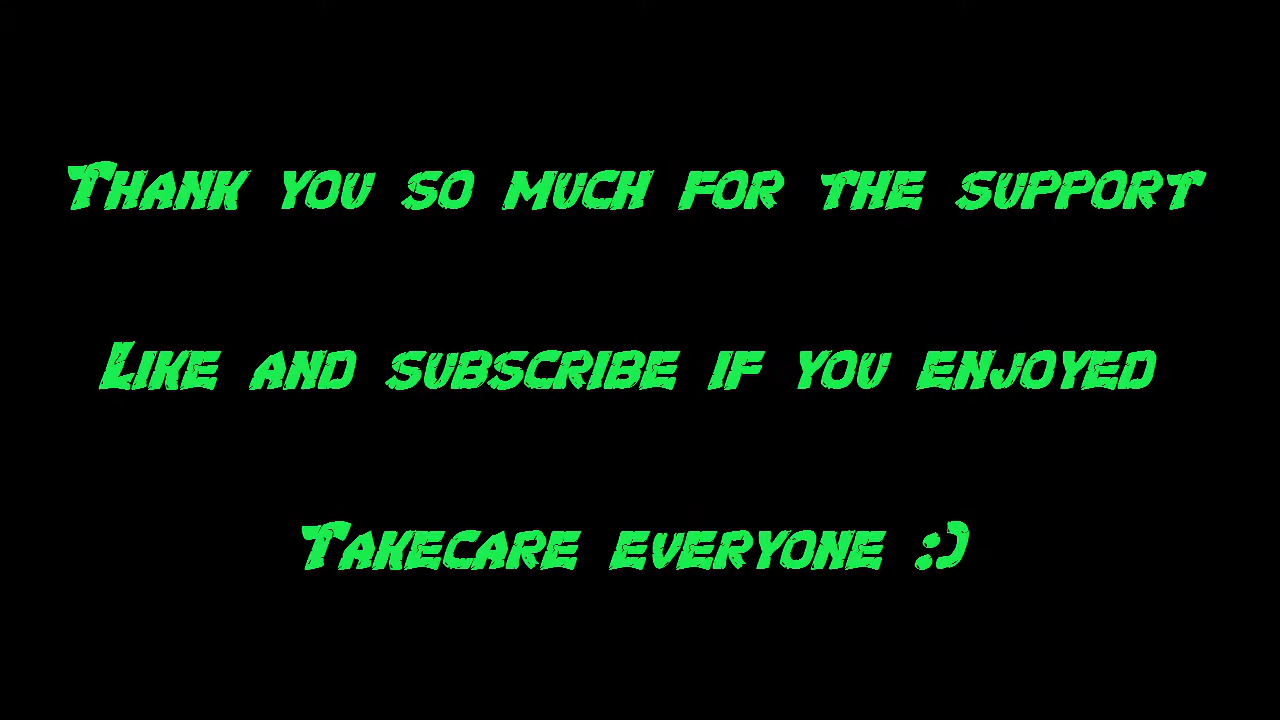 Thank you so much for the support
Like and subscribe if you enjoyed
Takecare everyone :)